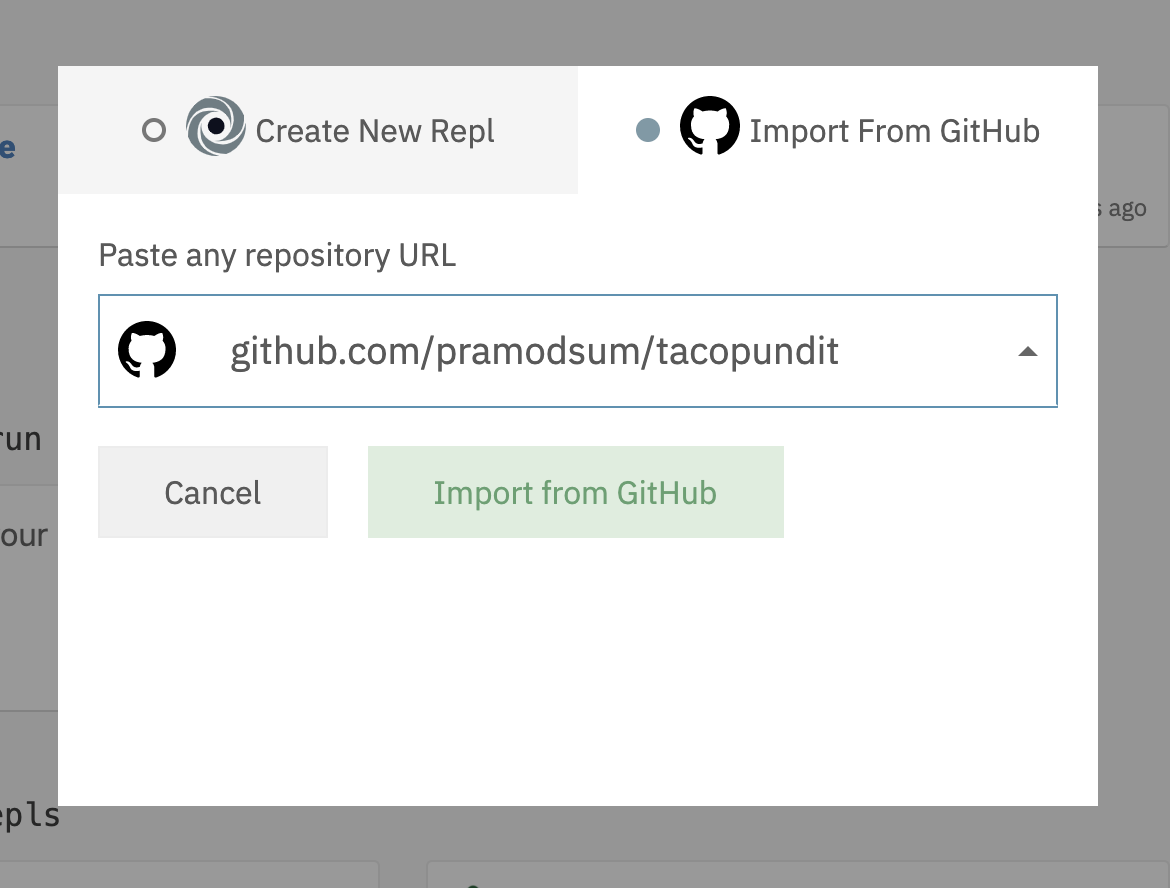 Create New Repl
Import From GitHub
e
s ago
Paste any repository URL
github.com/pramodsum/tacopundit
run
Cancel
Import from GitHub
our
epls